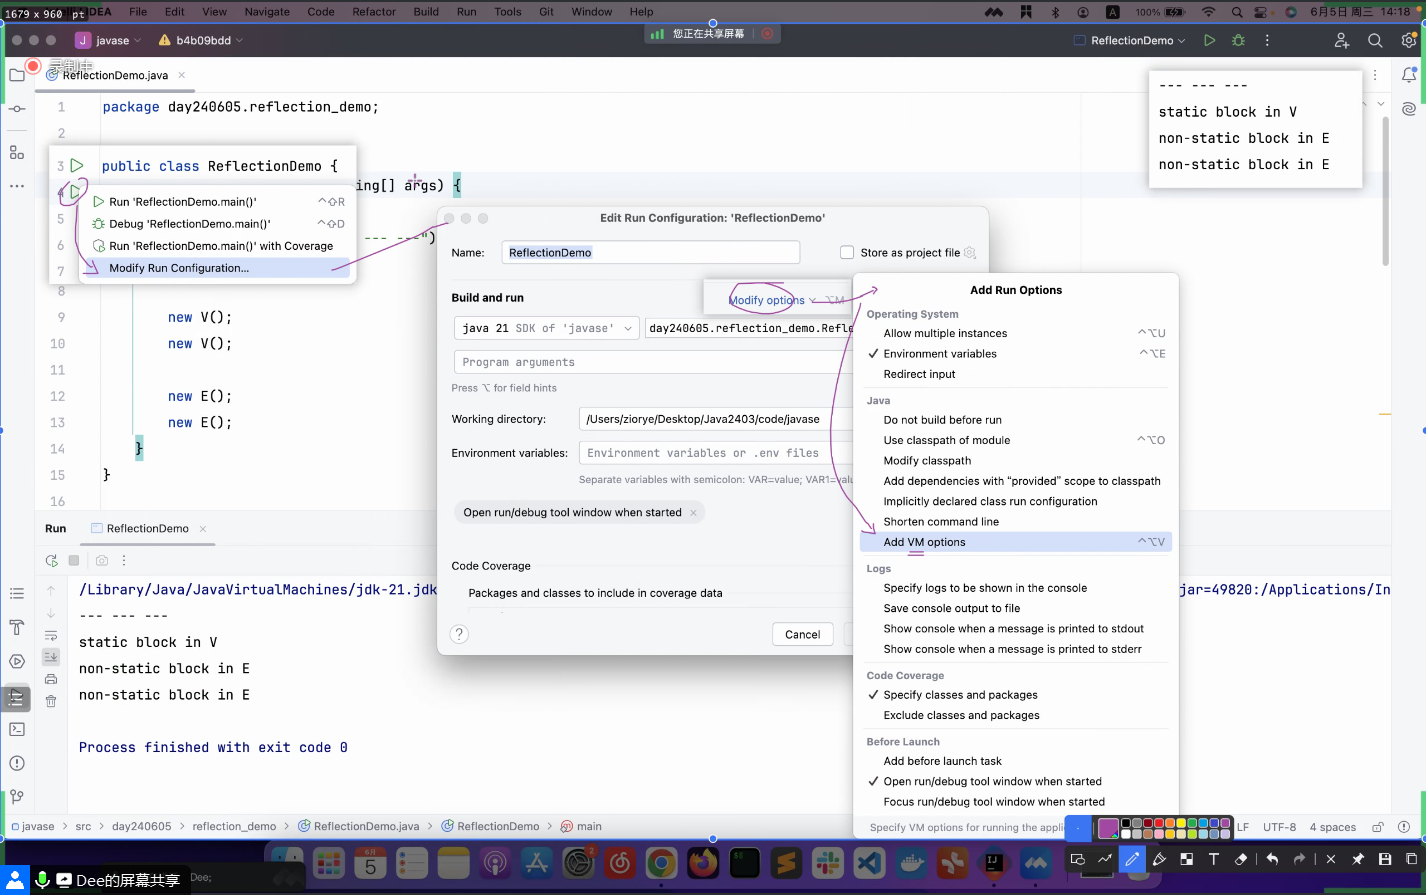 1679 x 960 pt
IDEA File Edit View Navigate Code Refactor Build Run Tools Git Window Help
A 100% 6月5日 周三 14:18
J javase b4b09bdd
您正在共享屏幕
ReflectionDemo
录制中
ReflectionDemo.java
1 package day240605.reflection_demo;
2
3 public class ReflectionDemo {
4 ing[] args) {
5
6 --- ---")
7
8
9 new V();
10 new V();
11
12 new E();
13 new E();
14 }
15 }
16
--- --- ---
static block in V
non-static block in E
non-static block in E
Run 'ReflectionDemo.main()' ^⇧R
Debug 'ReflectionDemo.main()' ^⇧D
Run 'ReflectionDemo.main()' with Coverage
Modify Run Configuration...
Edit Run Configuration: 'ReflectionDemo'
Name: ReflectionDemo Store as project file
Build and run
Modify options ⌥M
java 21 SDK of 'javase' day240605.reflection_demo.Refle
Program arguments
Press ⌥ for field hints
Working directory: /Users/ziorye/Desktop/Java2403/code/javase
Environment variables: Environment variables or .env files
Separate variables with semicolon: VAR=value; VAR1=valu
Open run/debug tool window when started ×
Code Coverage
Packages and classes to include in coverage data
? Cancel
Add Run Options
Operating System
Allow multiple instances ^⌥U
✓ Environment variables ^⌥E
Redirect input
Java
Do not build before run
Use classpath of module ^⌥O
Modify classpath
Add dependencies with “provided” scope to classpath
Implicitly declared class run configuration
Shorten command line
Add VM options ^⌥V
Logs
Specify logs to be shown in the console
Save console output to file
Show console when a message is printed to stdout
Show console when a message is printed to stderr
Code Coverage
✓ Specify classes and packages
Exclude classes and packages
Before Launch
Add before launch task
✓ Open run/debug tool window when started
Focus run/debug tool window when started
Specify VM options for running the appli
Run ReflectionDemo
/Library/Java/JavaVirtualMachines/jdk-21.jdk jar=49820:/Applications/In
--- --- ---
static block in V
non-static block in E
non-static block in E
Process finished with exit code 0
javase > src > day240605 > reflection_demo > ReflectionDemo.java > ReflectionDemo > main
LF UTF-8 4 spaces
6月
5
2
IJ
T
Dee的屏幕共享
Dee;